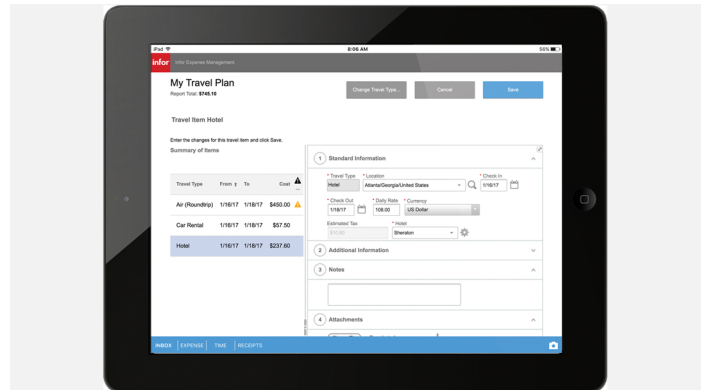 iPad
8:06 AM
56%
infor Infor Expense Management
My Travel Plan
Report Total: $745.10
Change Travel Type...
Cancel
Save
Travel Item Hotel
Enter the changes for this travel item and click Save.
Summary of Items
Travel Type From To Cost
Air (Roundtrip) 1/16/17 1/18/17 $450.00
Car Rental 1/16/17 1/18/17 $57.50
Hotel 1/16/17 1/18/17 $237.60
1 Standard Information
* Travel Type * Location * Check In
Hotel Atlanta/Georgia/United States 1/16/17
* Check Out * Daily Rate * Currency
1/18/17 108.00 US Dollar
Estimated Tax * Hotel
Sheraton
2 Additional Information
3 Notes
4 Attachments
INBOX EXPENSE TIME RECEIPTS